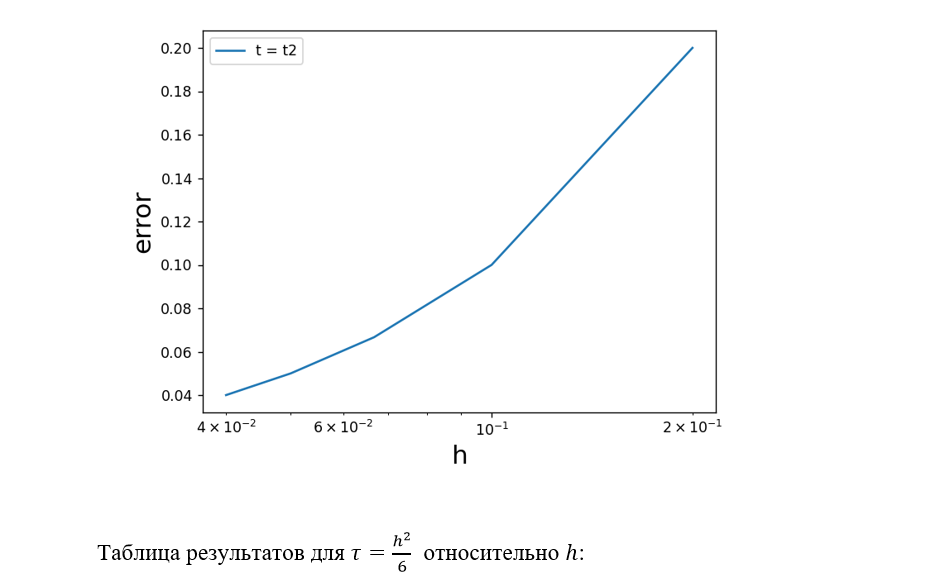 t = t2
0.20
0.18
0.16
0.14
0.12
0.10
0.08
0.06
0.04
error
4 × 10⁻² 6 × 10⁻² 10⁻¹ 2 × 10⁻¹
h
Таблица результатов для τ = h²/6 относительно h: